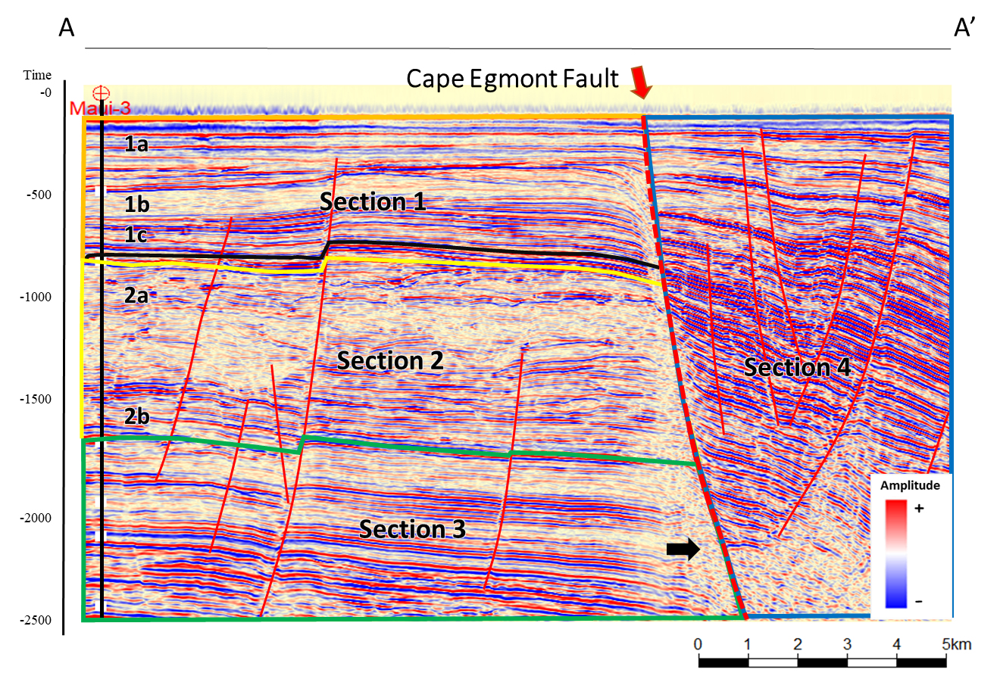 A
A’
Time
Cape Egmont Fault
-0
Maui-3
1a
-500
1b
Section 1
1c
-1000
2a
Section 2
Section 4
-1500
2b
Amplitude
+
-2000
Section 3
–
-2500
0 1 2 3 4 5km